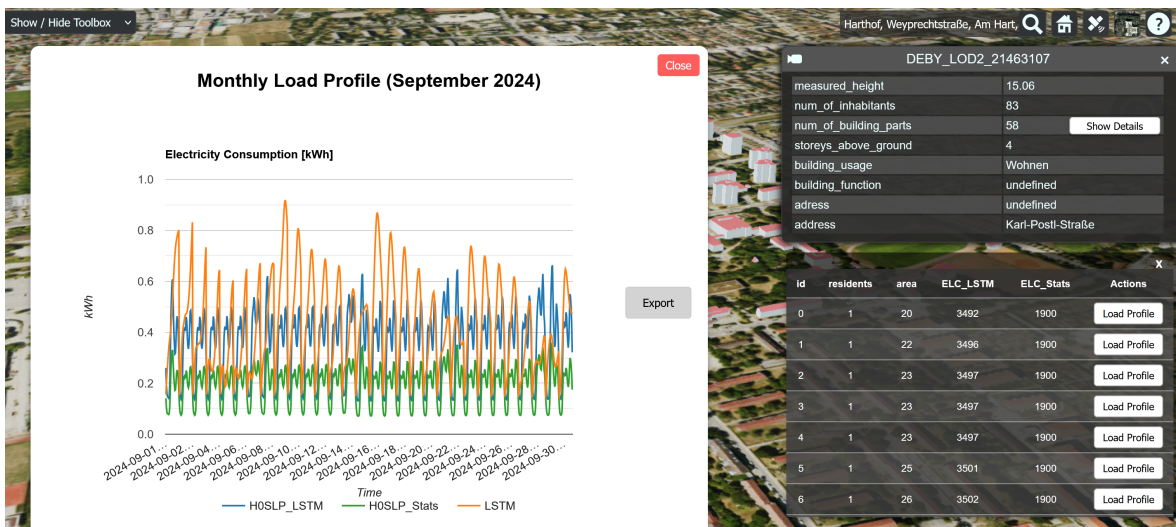 Show / Hide Toolbox
Harthof, Weyprechtstraße, Am Hart,
?
Close
Monthly Load Profile (September 2024)
Electricity Consumption [kWh]
1.0
0.8
0.6
0.4
0.2
0.0
kWh
2024-09-01...
2024-09-02...
2024-09-04...
2024-09-06...
2024-09-08...
2024-09-10...
2024-09-12...
2024-09-14...
2024-09-16...
2024-09-18...
2024-09-20...
2024-09-22...
2024-09-24...
2024-09-26...
2024-09-28...
2024-09-30...
Time
H0SLP_LSTM H0SLP_Stats LSTM
Export
DEBY_LOD2_21463107 ×
measured_height 15.06
num_of_inhabitants 83
num_of_building_parts 58 Show Details
storeys_above_ground 4
building_usage Wohnen
building_function undefined
adress undefined
address Karl-Postl-Straße
X
id residents area ELC_LSTM ELC_Stats Actions
0 1 20 3492 1900 Load Profile
1 1 22 3496 1900 Load Profile
2 1 23 3497 1900 Load Profile
3 1 23 3497 1900 Load Profile
4 1 23 3497 1900 Load Profile
5 1 25 3501 1900 Load Profile
6 1 26 3502 1900 Load Profile